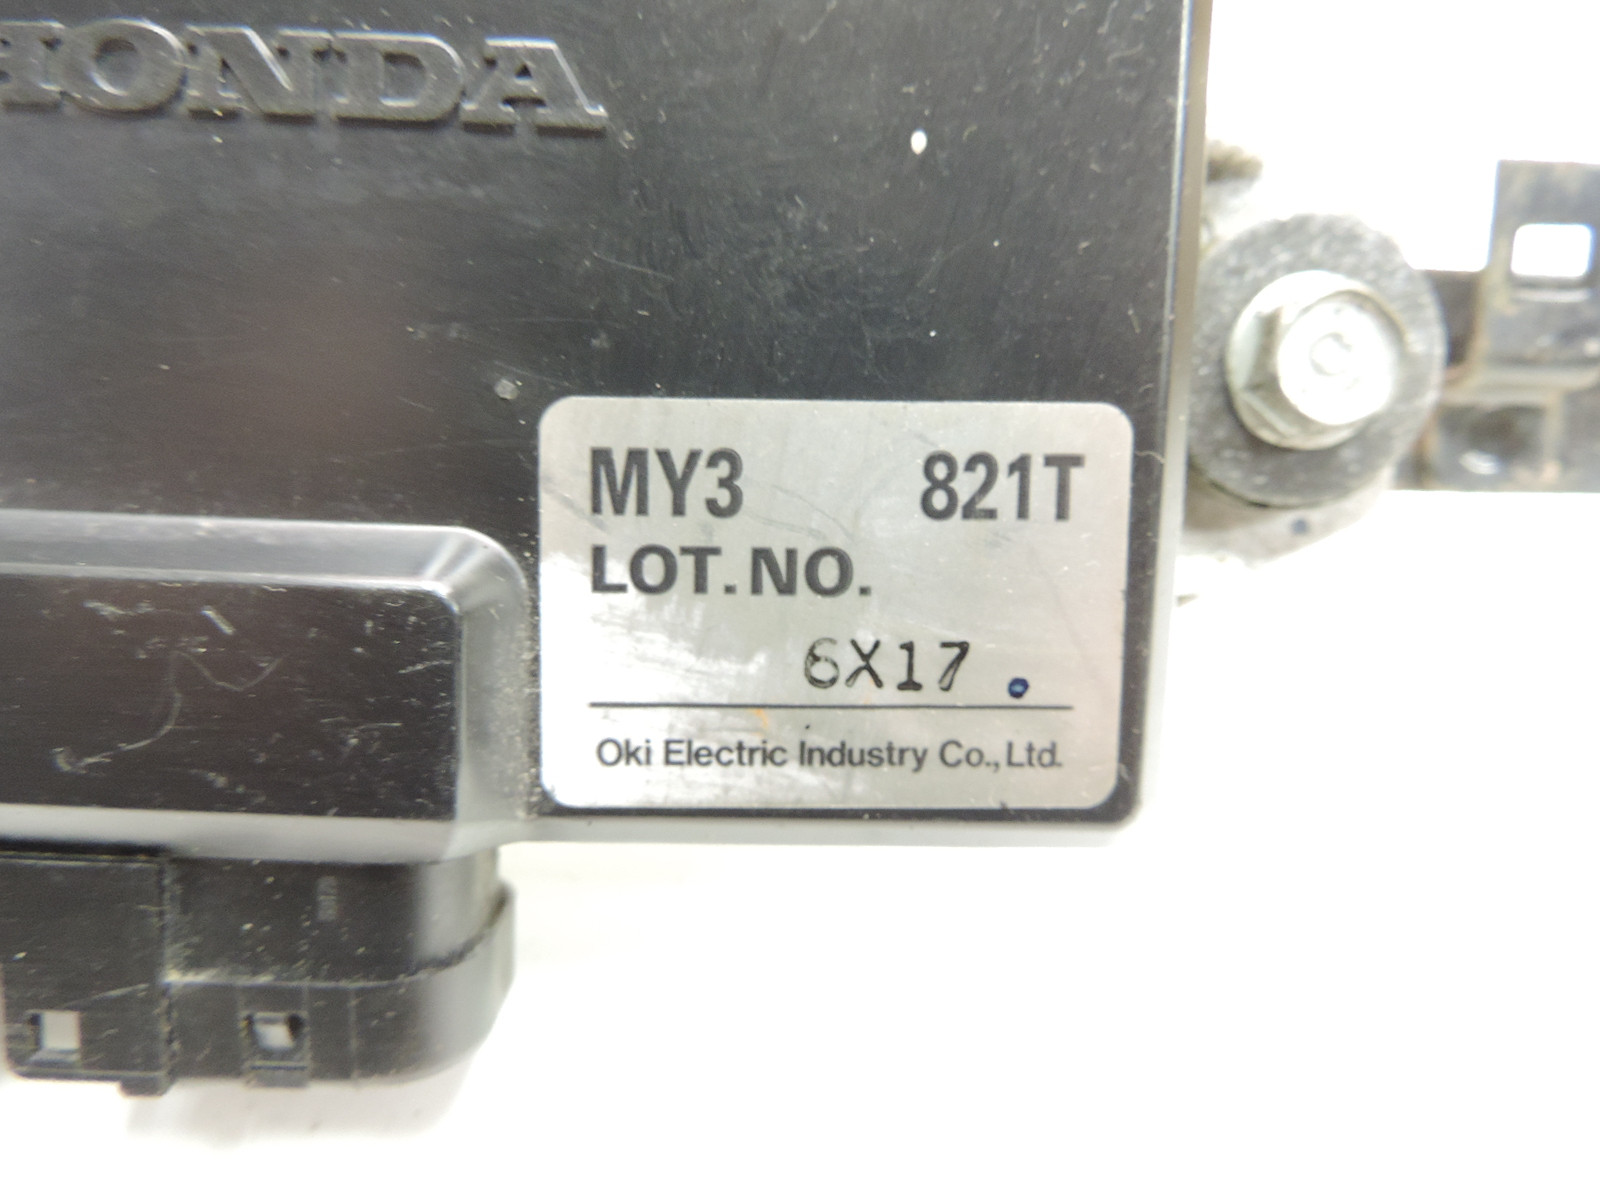 HONDA
MY3 821T
LOT.NO.
6X17.
Oki Electric Industry Co., Ltd.